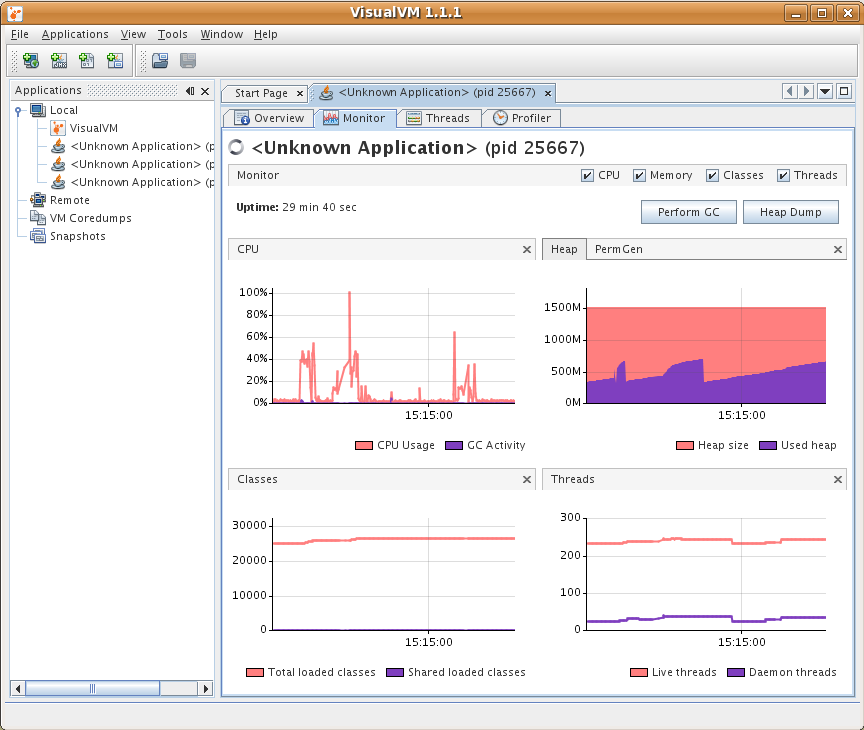 VisualVM 1.1.1
File Applications View Tools Window Help
Applications
Local
VisualVM
<Unknown Application> (p
<Unknown Application> (p
<Unknown Application> (p
Remote
VM Coredumps
Snapshots
Start Page <Unknown Application> (pid 25667)
Overview Monitor Threads Profiler
<Unknown Application> (pid 25667)
Monitor CPU Memory Classes Threads
Uptime: 29 min 40 sec Perform GC Heap Dump
CPU
100%
80%
60%
40%
20%
0%
15:15:00
CPU Usage GC Activity
Heap PermGen
1500M
1000M
500M
0M
15:15:00
Heap size Used heap
Classes
30000
20000
10000
0
15:15:00
Total loaded classes Shared loaded classes
Threads
300
200
100
0
15:15:00
Live threads Daemon threads